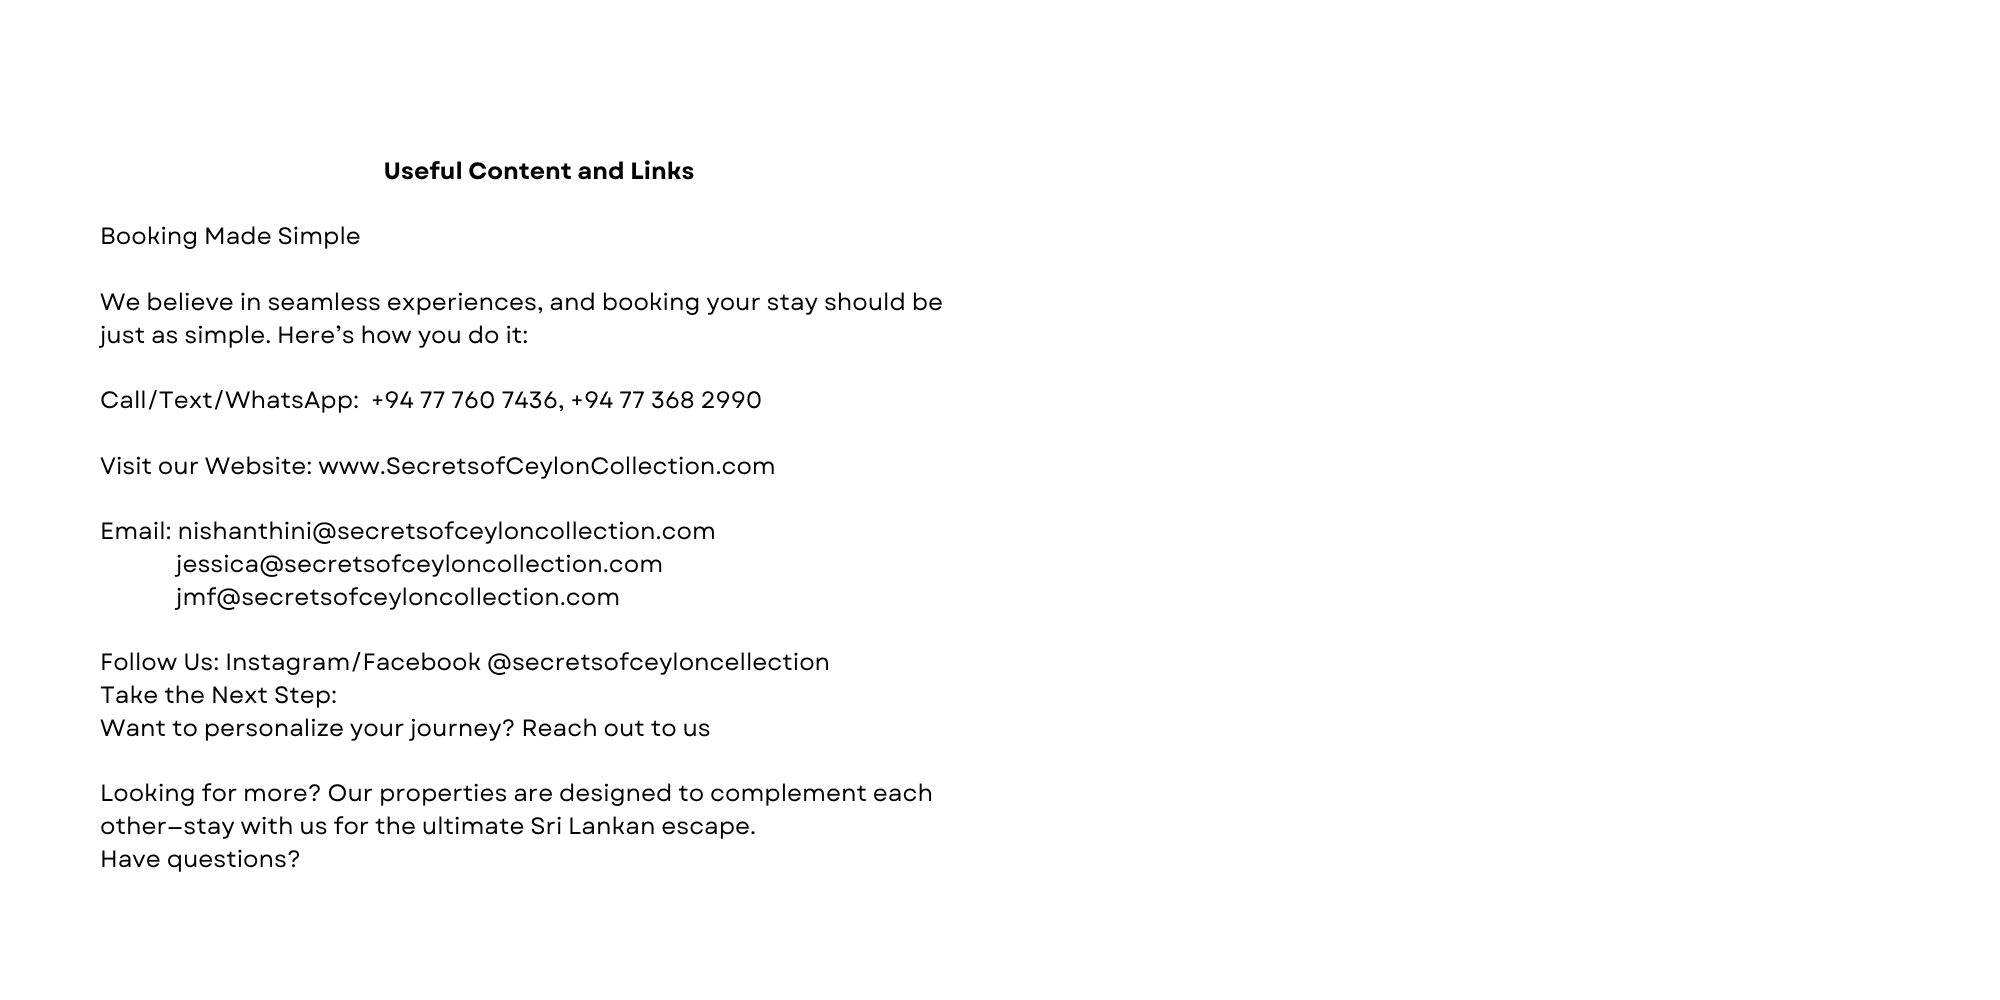 Useful Content and Links
Booking Made Simple
We believe in seamless experiences, and booking your stay should be
just as simple. Here’s how you do it:
Call/Text/WhatsApp:  +94 77 760 7436, +94 77 368 2990
Visit our Website: www.SecretsofCeylonCollection.com
Email: nishanthini@secretsofceyloncollection.com
jessica@secretsofceyloncollection.com
jmf@secretsofceyloncollection.com
Follow Us: Instagram/Facebook @secretsofceyloncellection
Take the Next Step:
Want to personalize your journey? Reach out to us
Looking for more? Our properties are designed to complement each
other—stay with us for the ultimate Sri Lankan escape.
Have questions?